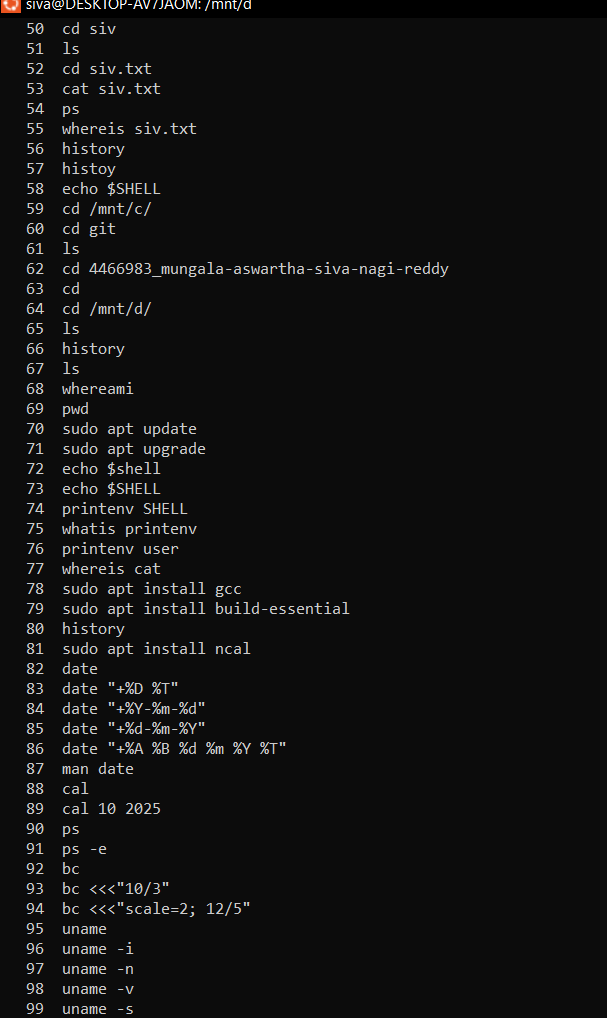 siva@DESKTOP-AV7JAOM: /mnt/d
50 cd siv
51 ls
52 cd siv.txt
53 cat siv.txt
54 ps
55 whereis siv.txt
56 history
57 histoy
58 echo $SHELL
59 cd /mnt/c/
60 cd git
61 ls
62 cd 4466983_mungala-aswartha-siva-nagi-reddy
63 cd
64 cd /mnt/d/
65 ls
66 history
67 ls
68 whereami
69 pwd
70 sudo apt update
71 sudo apt upgrade
72 echo $shell
73 echo $SHELL
74 printenv SHELL
75 whatis printenv
76 printenv user
77 whereis cat
78 sudo apt install gcc
79 sudo apt install build-essential
80 history
81 sudo apt install ncal
82 date
83 date "+%D %T"
84 date "+%Y-%m-%d"
85 date "+%d-%m-%Y"
86 date "+%A %B %d %m %Y %T"
87 man date
88 cal
89 cal 10 2025
90 ps
91 ps -e
92 bc
93 bc <<<"10/3"
94 bc <<<"scale=2; 12/5"
95 uname
96 uname -i
97 uname -n
98 uname -v
99 uname -s